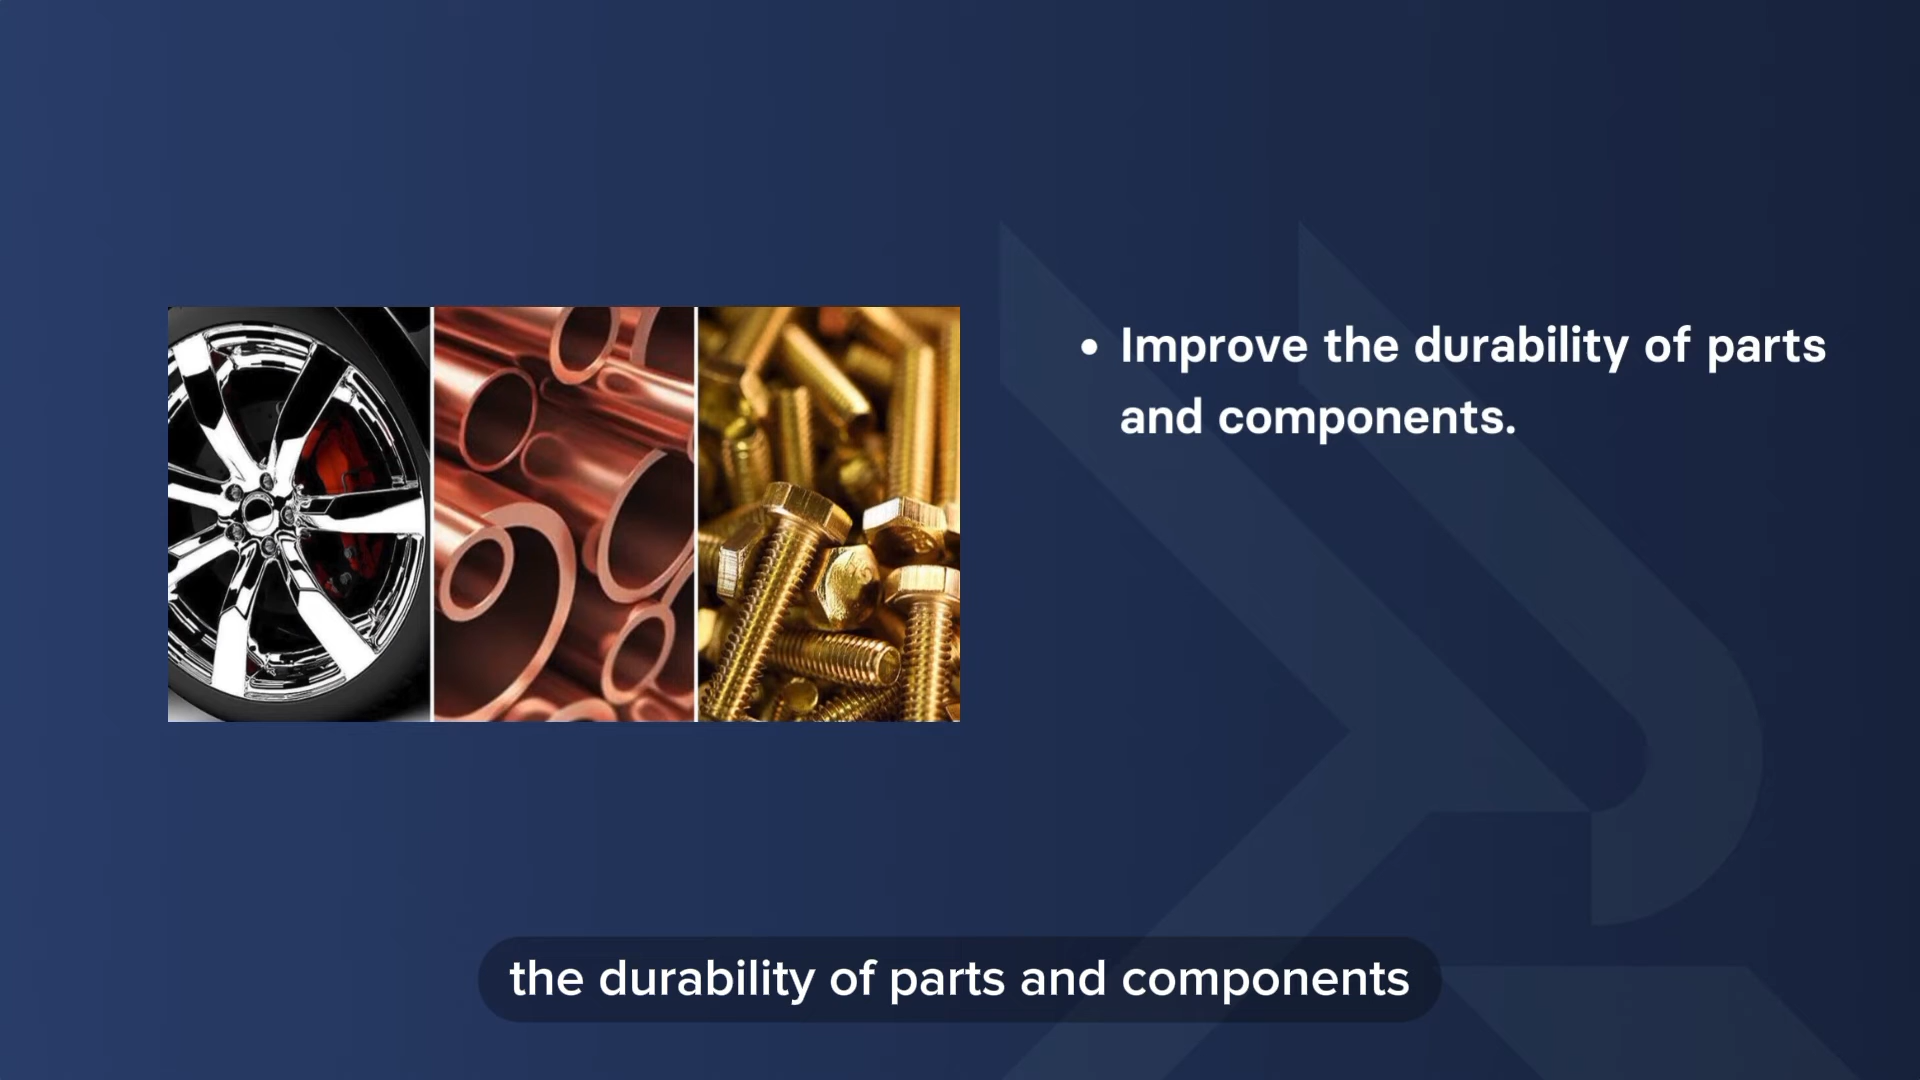 • Improve the durability of parts
and components.
the durability of parts and components